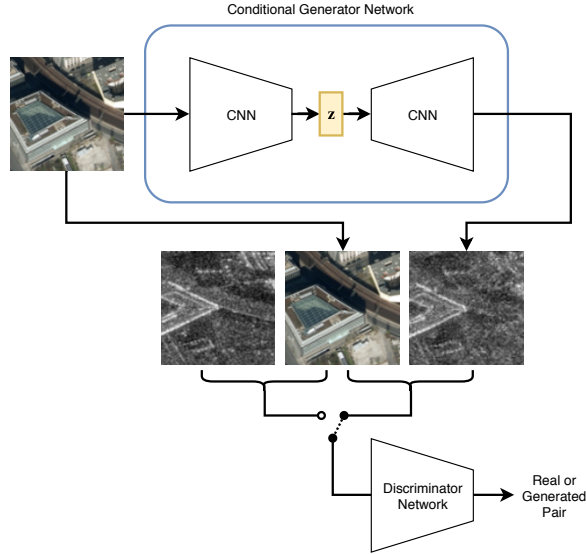 Conditional Generator Network
CNN
z
CNN
Discriminator
Network
Real or
Generated
Pair